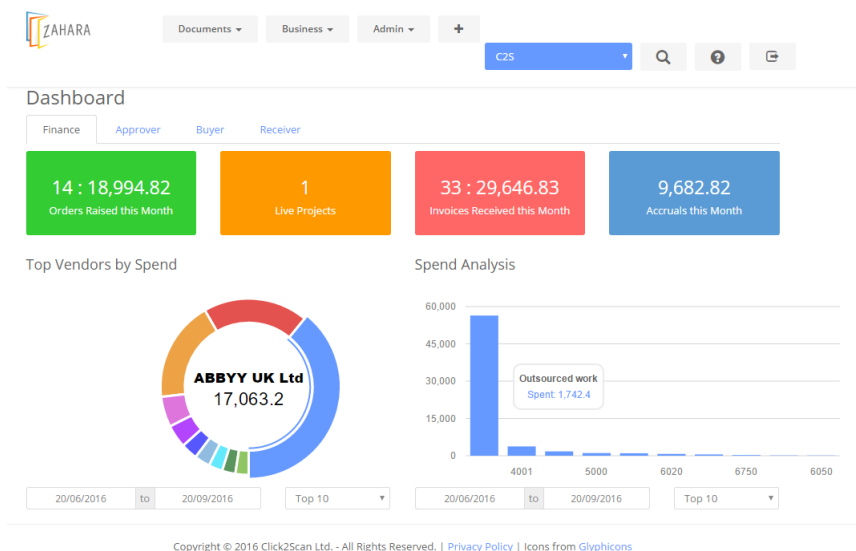 ZAHARA
Documents
Business
Admin
C2S
Dashboard
Finance
Approver
Buyer
Receiver
14 : 18,994.82
Orders Raised this Month
1
Live Projects
33 : 29,646.83
Invoices Received this Month
9,682.82
Accruals this Month
Top Vendors by Spend
ABBYY UK Ltd
17,063.2
20/06/2016 to 20/09/2016
Top 10
Spend Analysis
60,000
45,000
30,000
15,000
0
Outsourced work
Spent: 1,742.4
4001 5000 6020 6750 6050
20/06/2016 to 20/09/2016
Top 10
Copyright © 2016 Click2Scan Ltd. - All Rights Reserved. | Privacy Policy | Icons from Glyphicons